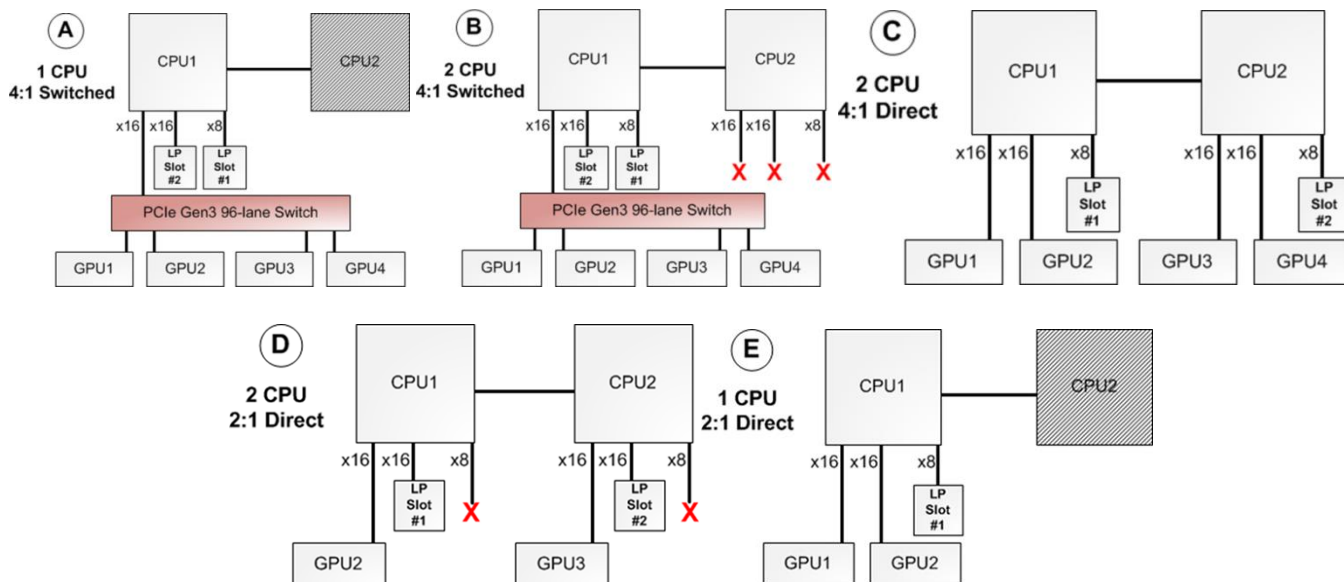 A
1 CPU
4:1 Switched
CPU1
CPU2
x16
x16
x8
LP
Slot
#2
LP
Slot
#1
PCIe Gen3 96-lane Switch
GPU1
GPU2
GPU3
GPU4
B
2 CPU
4:1 Switched
CPU1
CPU2
x16
x16
x8
x16
x16
x8
LP
Slot
#2
LP
Slot
#1
X
X
X
PCIe Gen3 96-lane Switch
GPU1
GPU2
GPU3
GPU4
C
2 CPU
4:1 Direct
CPU1
CPU2
x16
x16
x8
x16
x16
x8
LP
Slot
#1
LP
Slot
#2
GPU1
GPU2
GPU3
GPU4
D
2 CPU
2:1 Direct
CPU1
CPU2
x16
x16
x8
x16
x16
x8
LP
Slot
#1
X
LP
Slot
#2
X
GPU2
GPU3
E
1 CPU
2:1 Direct
CPU1
CPU2
x16
x16
x8
LP
Slot
#1
GPU1
GPU2